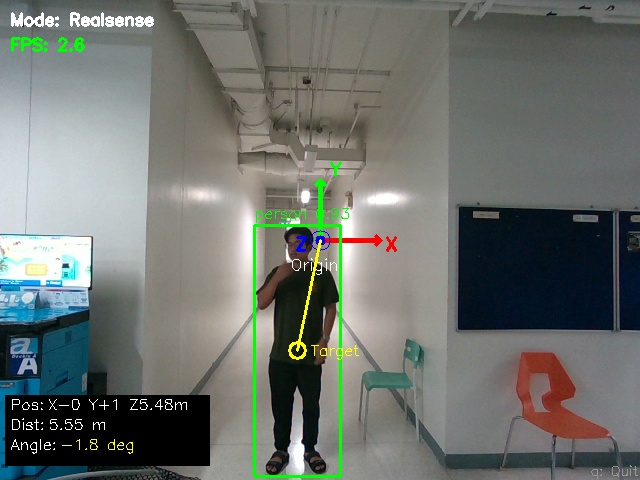 Mode: Realsense
FPS: 2.6
Y
Z
X
Origin
Target
Pos: X-0 Y+1 Z5.48m
Dist: 5.55 m
Angle: -1.8 deg
A
Double A
A
q: Quit